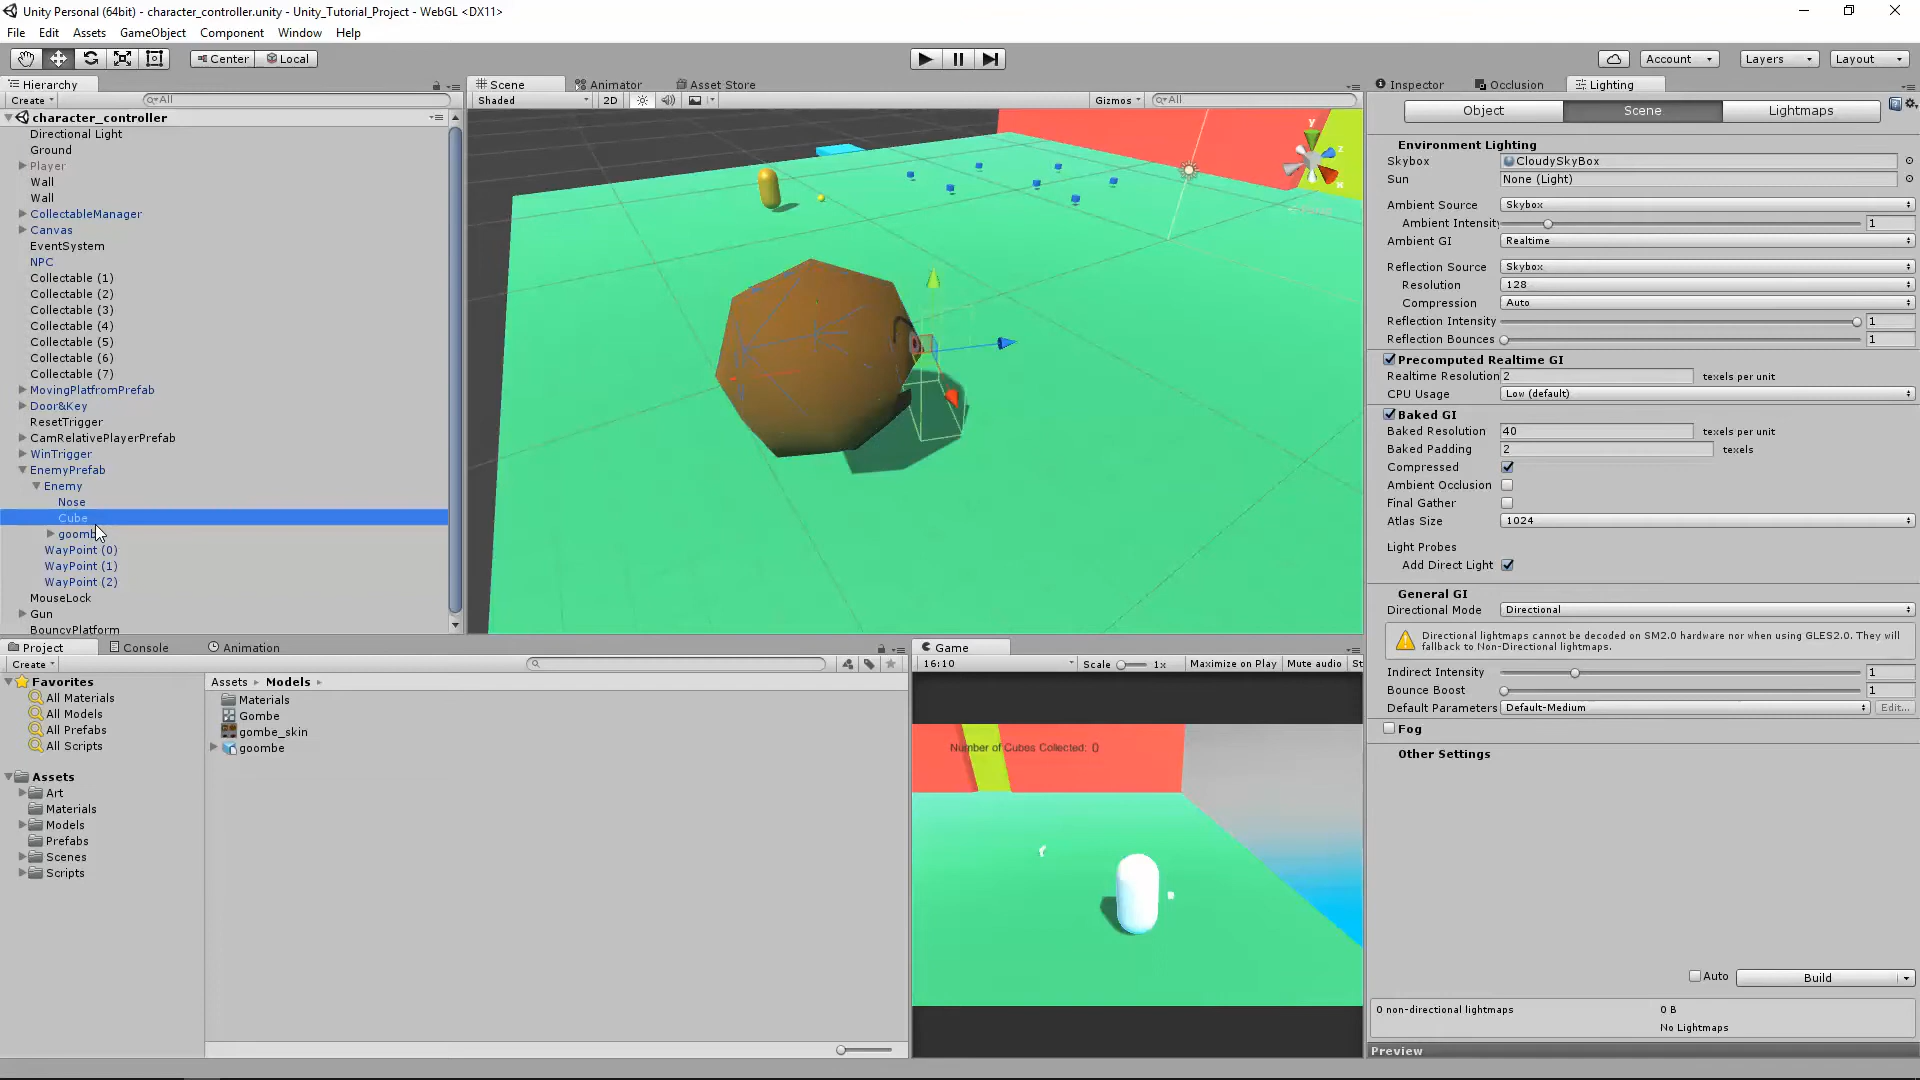 Unity Personal (64bit) - character_controller.unity - Unity_Tutorial_Project - WebGL <DX11>
File Edit Assets GameObject Component Window Help
Center Local Account Layers Layout
Hierarchy
Create All
character_controller
Directional Light
Ground
Player
Wall
Wall
CollectableManager
Canvas
EventSystem
NPC
Collectable (1)
Collectable (2)
Collectable (3)
Collectable (4)
Collectable (5)
Collectable (6)
Collectable (7)
MovingPlatfromPrefab
Door&Key
ResetTrigger
CamRelativePlayerPrefab
WinTrigger
EnemyPrefab
Enemy
Nose
Cube
goomb
WayPoint (0)
WayPoint (1)
WayPoint (2)
MouseLock
Gun
BouncyPlatform
Scene Animator Asset Store
Shaded 2D Gizmos All
y
z
x
Inspector Occlusion Lighting
Object Scene Lightmaps
Environment Lighting
Skybox CloudySkyBox
Sun None (Light)
Ambient Source Skybox
Ambient Intensity 1
Ambient GI Realtime
Reflection Source Skybox
Resolution 128
Compression Auto
Reflection Intensity 1
Reflection Bounces 1
Precomputed Realtime GI
Realtime Resolution 2 texels per unit
CPU Usage Low (default)
Baked GI
Baked Resolution 40 texels per unit
Baked Padding 2 texels
Compressed
Ambient Occlusion
Final Gather
Atlas Size 1024
Light Probes
Add Direct Light
General GI
Directional Mode Directional
Directional lightmaps cannot be decoded on SM2.0 hardware nor when using GLES2.0. They will
fallback to Non-Directional lightmaps.
Indirect Intensity 1
Bounce Boost 1
Default Parameters Default-Medium Edit...
Fog
Other Settings
Auto Build
0 non-directional lightmaps 0 B
No Lightmaps
Preview
Project Console Animation
Create
Favorites
All Materials
All Models
All Prefabs
All Scripts
Assets
Art
Materials
Models
Prefabs
Scenes
Scripts
Assets Models
Materials
Gombe
gombe_skin
goombe
Game
16:10 Scale 1x Maximize on Play Mute audio St
Number of Cubes Collected: 0